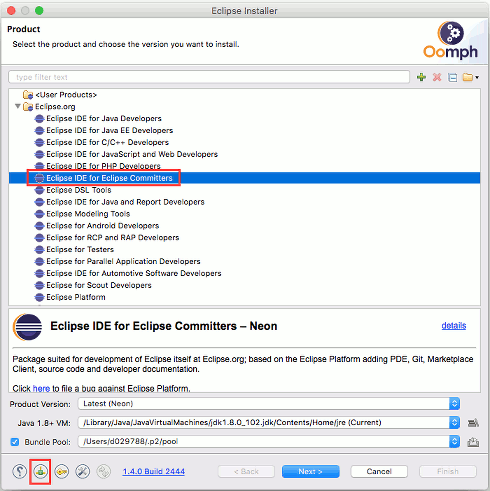 Eclipse Installer
Product
Select the product and choose the version you want to install.
Oomph
type filter text
<User Products>
Eclipse.org
Eclipse IDE for Java Developers
Eclipse IDE for Java EE Developers
Eclipse IDE for C/C++ Developers
Eclipse IDE for JavaScript and Web Developers
Eclipse IDE for PHP Developers
Eclipse IDE for Eclipse Committers
Eclipse DSL Tools
Eclipse IDE for Java and Report Developers
Eclipse Modeling Tools
Eclipse for Android Developers
Eclipse for RCP and RAP Developers
Eclipse for Testers
Eclipse for Parallel Application Developers
Eclipse IDE for Automotive Software Developers
Eclipse for Scout Developers
Eclipse Platform
Eclipse IDE for Eclipse Committers – Neon
details
Package suited for development of Eclipse itself at Eclipse.org; based on the Eclipse Platform adding PDE, Git, Marketplace
Client, source code and developer documentation.
Click here to file a bug against Eclipse Platform.
Product Version: Latest (Neon)
Java 1.8+ VM: /Library/Java/JavaVirtualMachines/jdk1.8.0_102.jdk/Contents/Home/jre (Current)
Bundle Pool: /Users/d029788/.p2/pool
1.4.0 Build 2444
< Back
Next >
Cancel
Finish